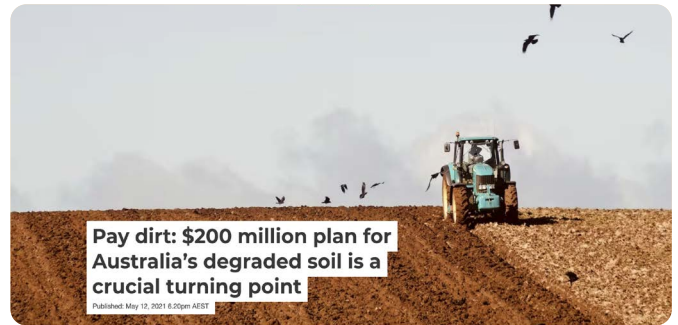 Pay dirt: $200 million plan for
Australia's degraded soil is a
crucial turning point
Published: May 12, 2021 6.20pm AEST